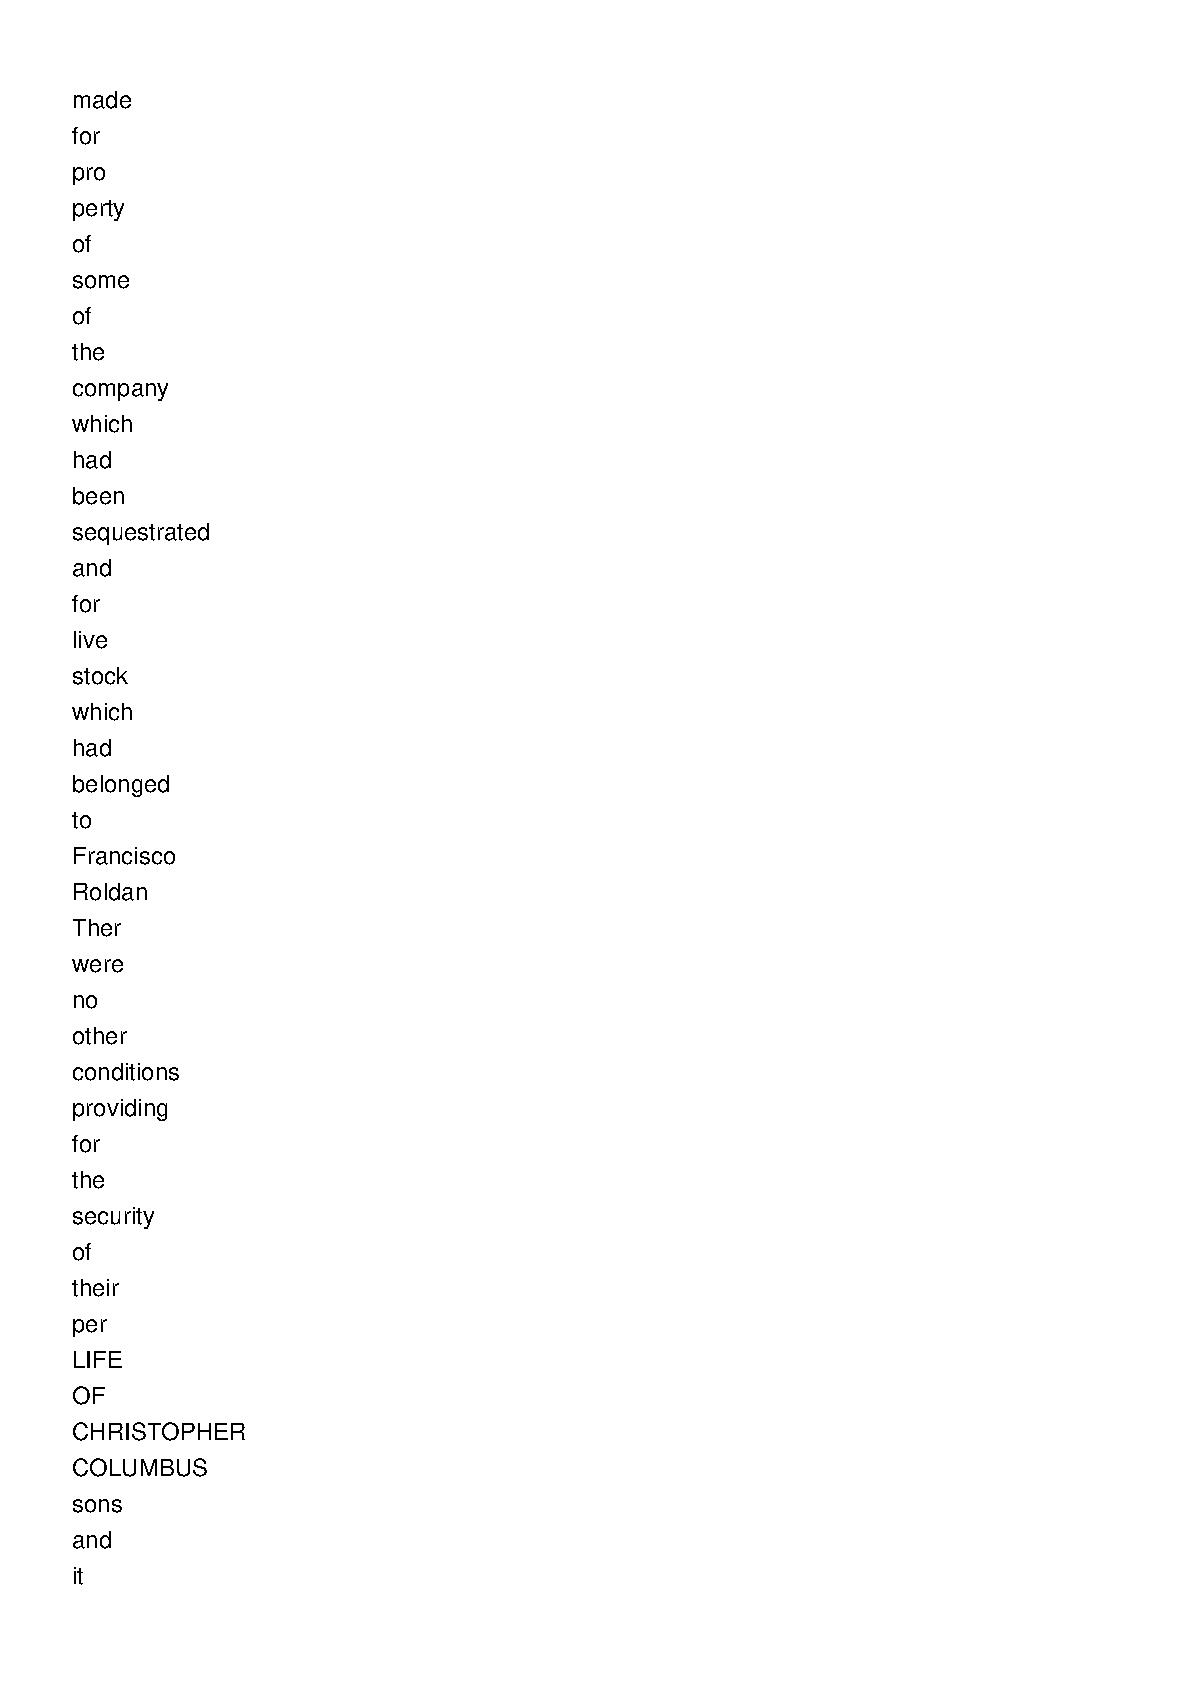 made
for
pro
perty
of
some
of
the
company
which
had
been
sequestrated
and
for
live
stock
which
had
belonged
to
Francisco
Roldan
Ther
were
no
other
conditions
providing
for
the
security
of
their
per
LIFE
OF
CHRISTOPHER
COLUMBUS
sons
and
it